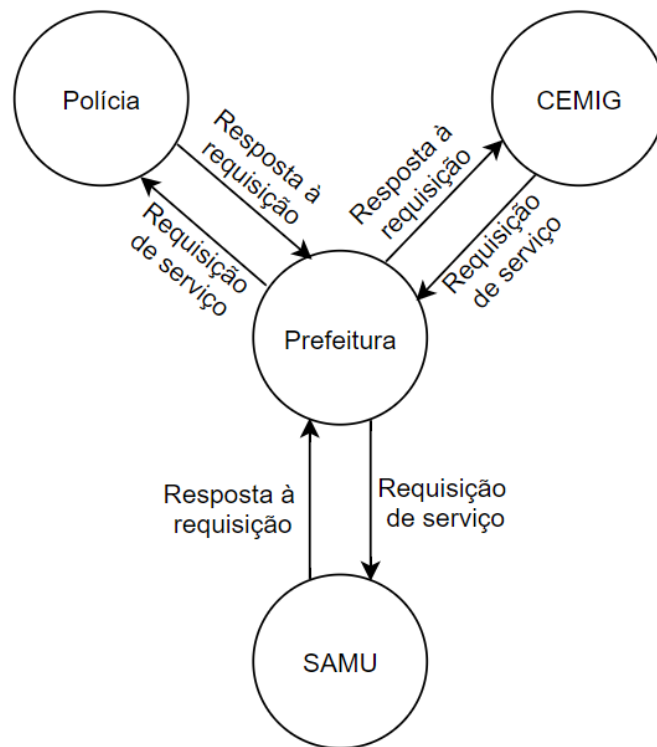 Polícia
CEMIG
Resposta à
requisição
Requisição
de serviço
Resposta à
requisição
Requisição
de serviço
Prefeitura
Resposta à
requisição
Requisição
de serviço
SAMU